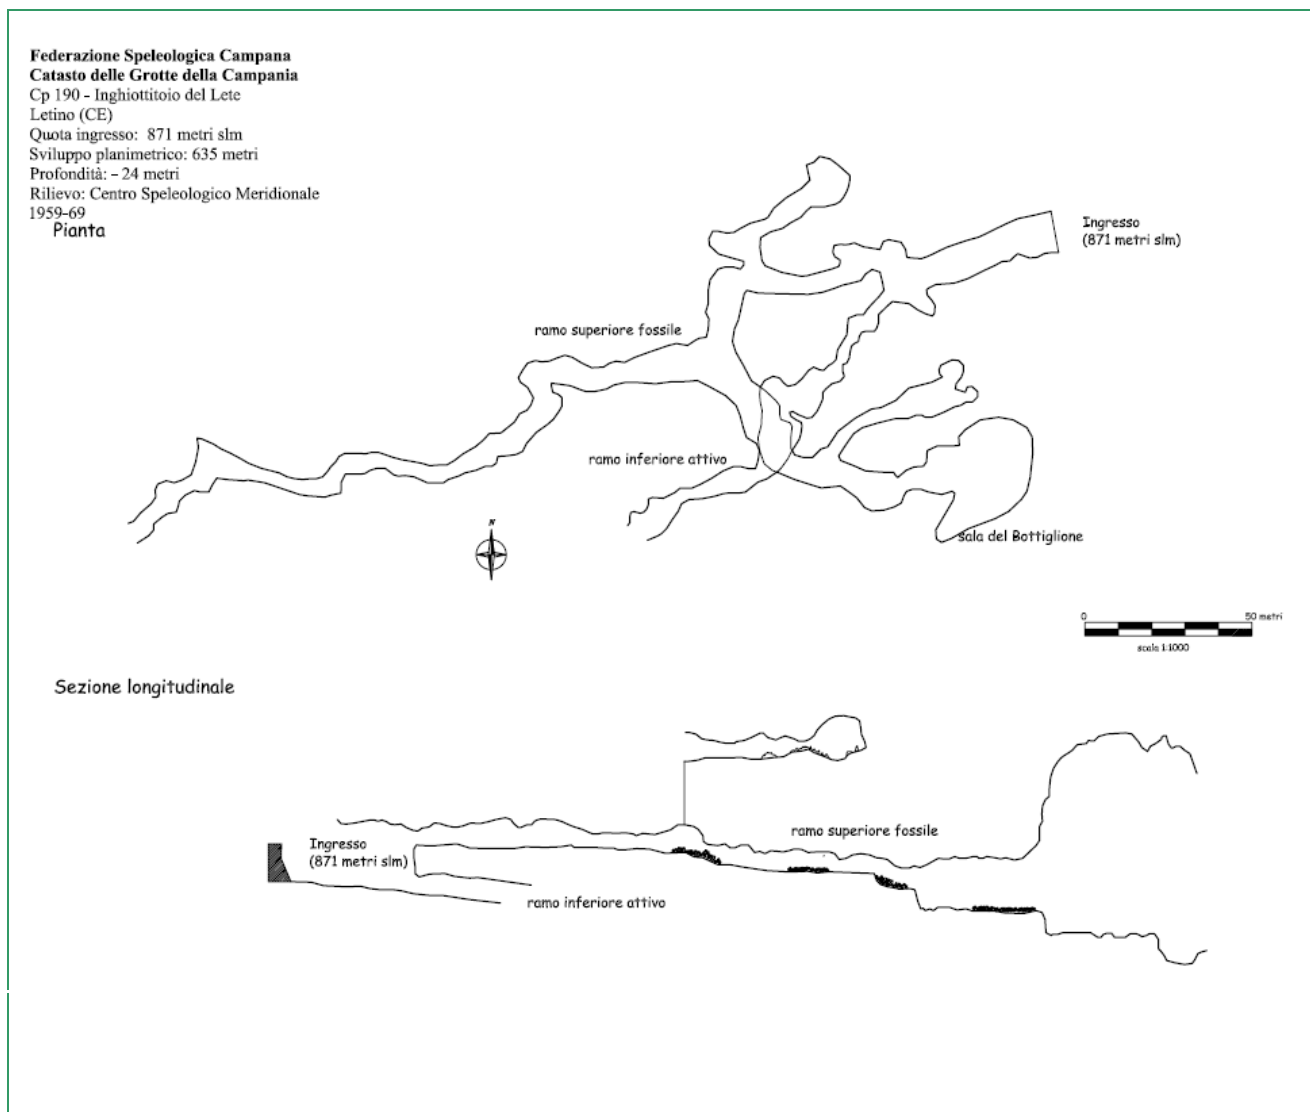 Federazione Speleologica Campana
Catasto delle Grotte della Campania
Cp 190 - Inghiottitoio del Lete
Letino (CE)
Quota ingresso: 871 metri slm
Sviluppo planimetrico: 635 metri
Profondità: - 24 metri
Rilievo: Centro Speleologico Meridionale
1959-69
Pianta
Ingresso
(871 metri slm)
ramo superiore fossile
ramo inferiore attivo
N
sala del Bottiglione
0 50 metri
scala 1:1000
Sezione longitudinale
ramo superiore fossile
Ingresso
(871 metri slm)
ramo inferiore attivo